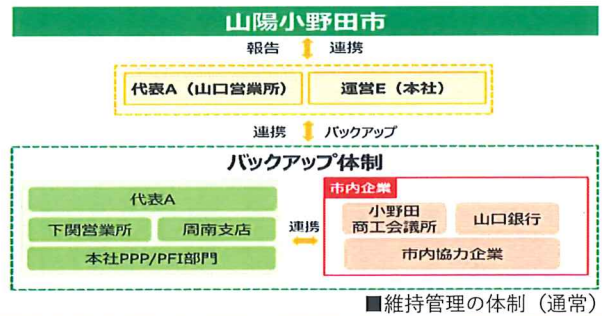 山陽小野田市
報告 連携
代表A（山口営業所） 運営E（本社）
連携 バックアップ
バックアップ体制
代表A
下関営業所 周南支店
本社PPP/PFI部門
連携
市内企業
小野田
商工会議所
山口銀行
市内協力企業
■維持管理の体制（通常）